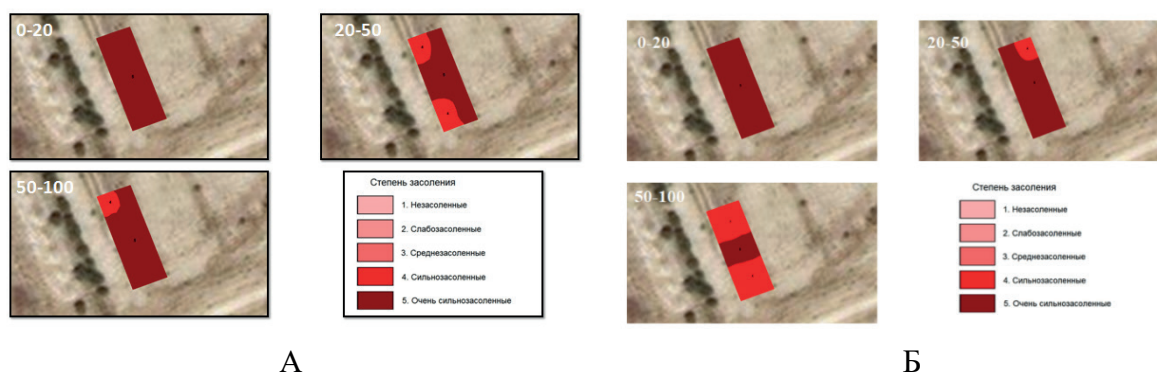 0-20
20-50
50-100
Степень засоления
1. Незасоленные
2. Слабозасоленные
3. Среднезасоленные
4. Сильнозасоленные
5. Очень сильнозасоленные
А
0-20
20-50
50-100
Степень засоления
1. Незасоленные
2. Слабозасоленные
3. Среднезасоленные
4. Сильнозасоленные
5. Очень сильнозасоленные
Б